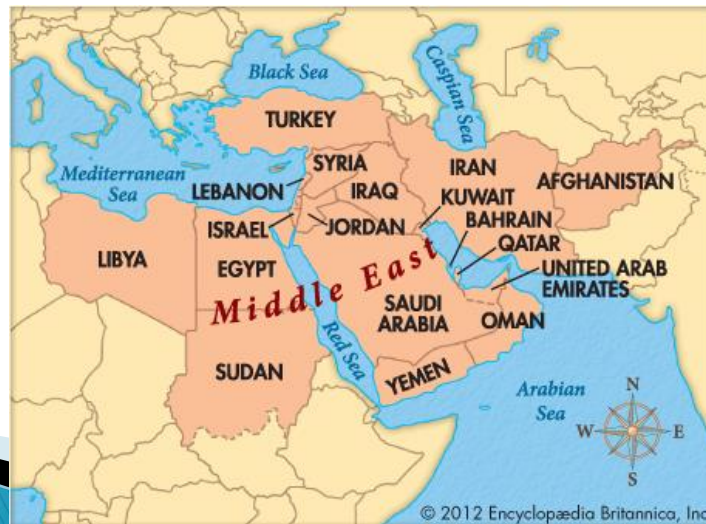 Black Sea
Caspian Sea
TURKEY
Mediterranean
Sea
SYRIA
LEBANON
IRAQ
IRAN
AFGHANISTAN
KUWAIT
BAHRAIN
QATAR
ISRAEL
JORDAN
UNITED ARAB
EMIRATES
LIBYA
EGYPT
Middle East
SAUDI
ARABIA
OMAN
Red Sea
SUDAN
YEMEN
Arabian
Sea
N
W E
S
© 2012 Encyclopædia Britannica, Inc